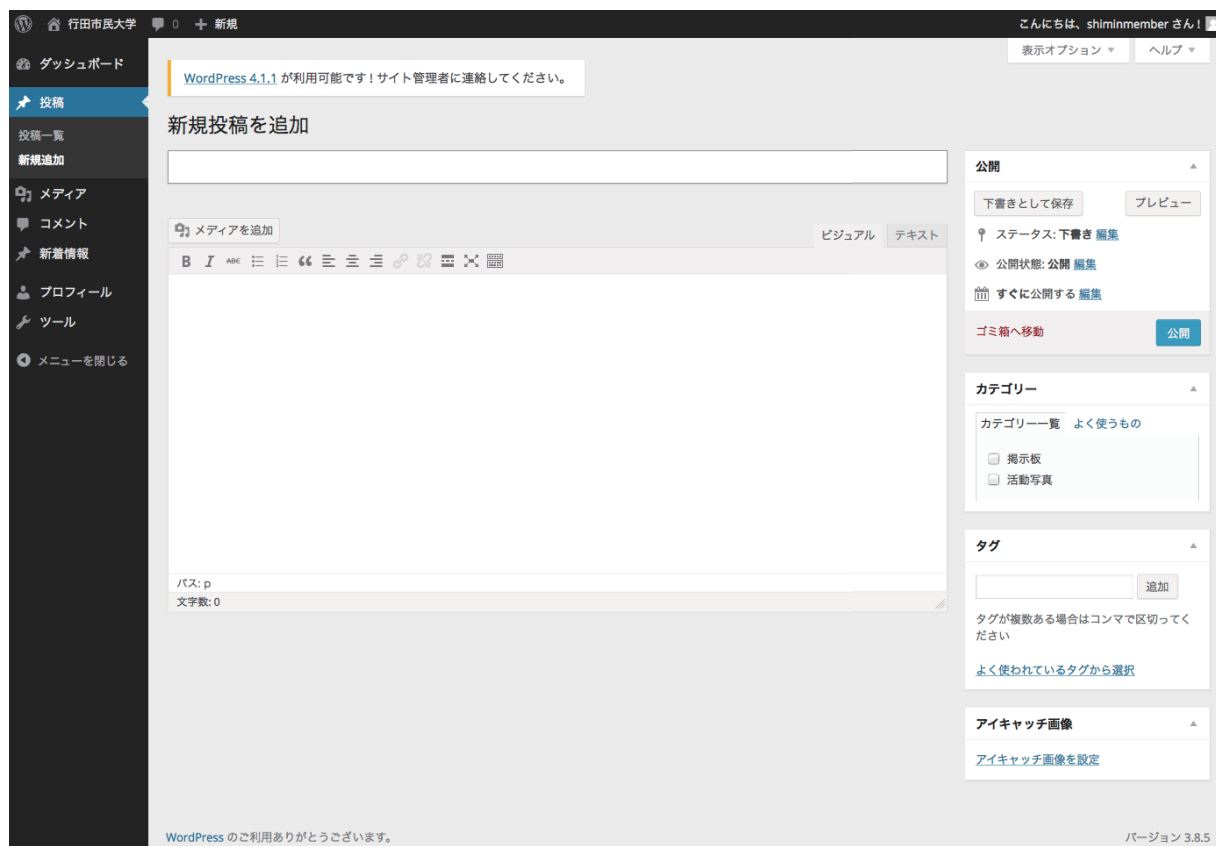 行田市民大学 0 新規 こんにちは、shiminmember さん!
表示オプション ヘルプ
ダッシュボード
投稿
投稿一覧
新規追加
メディア
コメント
新着情報
プロフィール
ツール
メニューを閉じる
WordPress 4.1.1 が利用可能です ! サイト管理者に連絡してください。
新規投稿を追加
メディアを追加
ビジュアル テキスト
B I ABC
パス: p
文字数: 0
公開
下書きとして保存 プレビュー
ステータス: 下書き 編集
公開状態: 公開 編集
すぐに公開する 編集
ゴミ箱へ移動 公開
カテゴリー
カテゴリー一覧 よく使うもの
掲示板
活動写真
タグ
追加
タグが複数ある場合はコンマで区切ってく
ださい
よく使われているタグから選択
アイキャッチ画像
アイキャッチ画像を設定
WordPress のご利用ありがとうございます。
バージョン 3.8.5